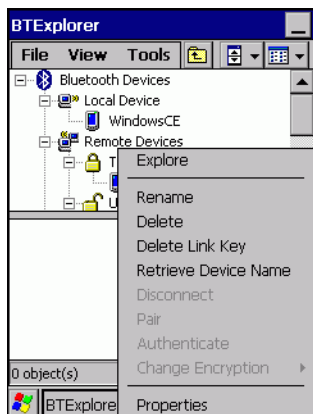 BTExplorer
File View Tools
Bluetooth Devices
Local Device
WindowsCE
Remote Devices
T
U
Explore
Rename
Delete
Delete Link Key
Retrieve Device Name
Disconnect
Pair
Authenticate
Change Encryption
Properties
0 object(s)
BTExplore